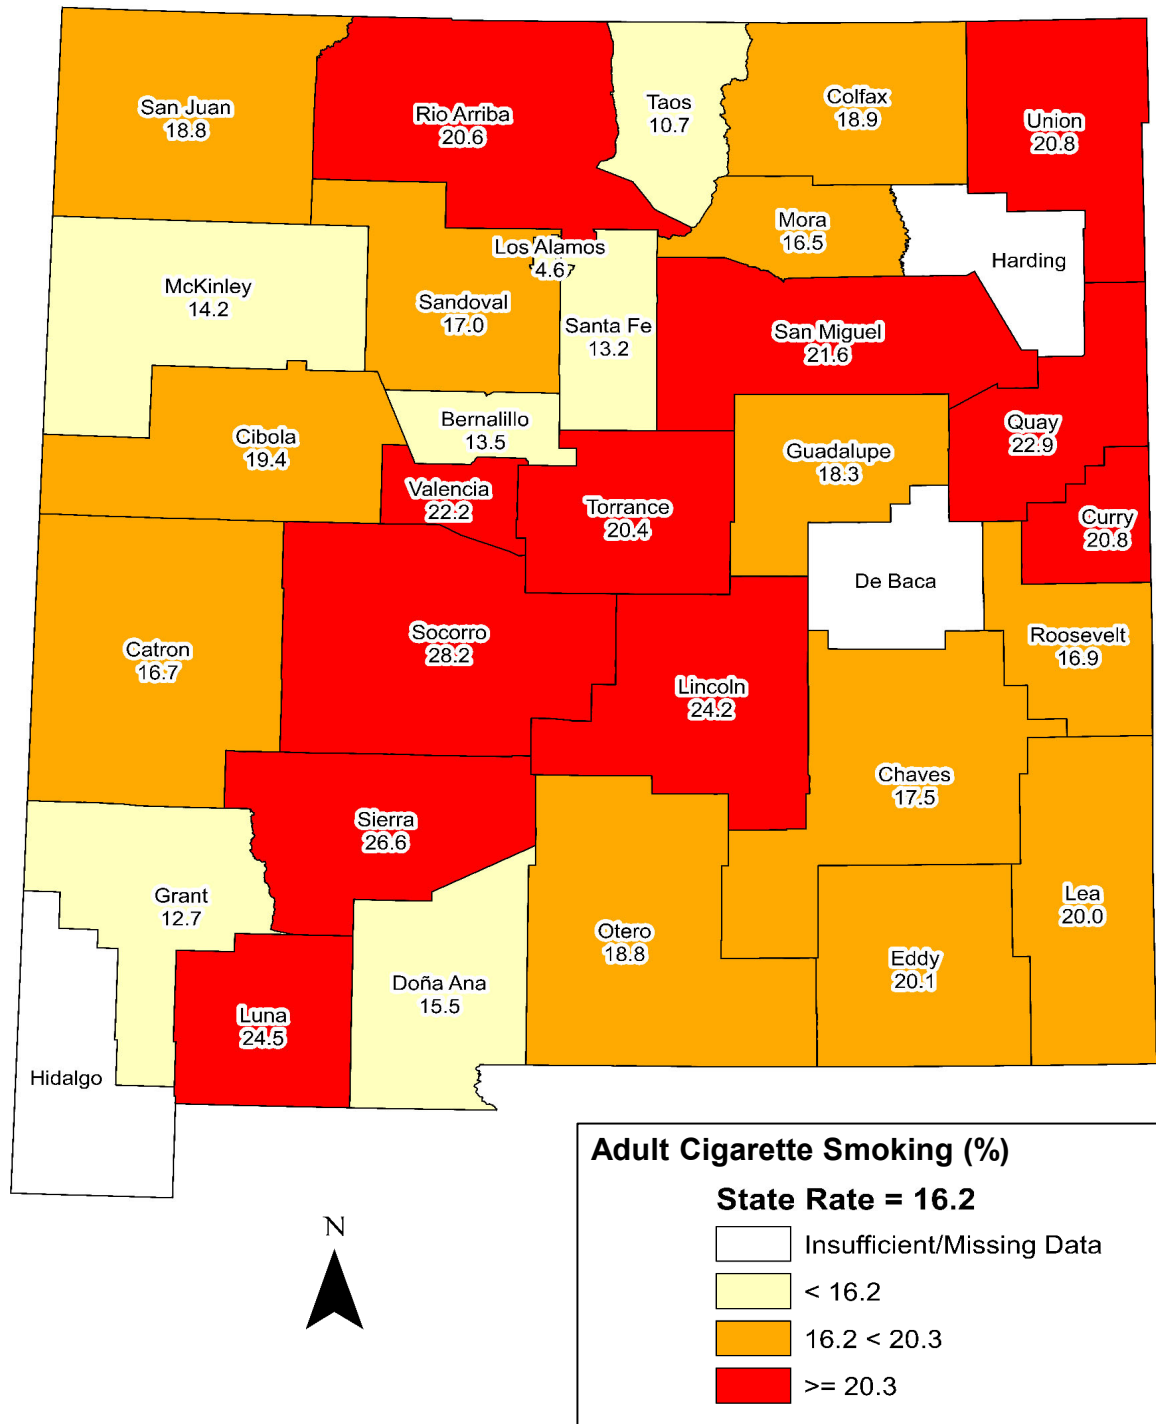 San Juan
18.8
Rio Arriba
20.6
Taos
10.7
Colfax
18.9
Union
20.8
Mora
16.5
Harding
Los Alamos
4.6
McKinley
14.2
Sandoval
17.0
Santa Fe
13.2
San Miguel
21.6
Bernalillo
13.5
Cibola
19.4
Guadalupe
18.3
Quay
22.9
Valencia
22.2
Torrance
20.4
Curry
20.8
De Baca
Socorro
28.2
Catron
16.7
Roosevelt
16.9
Lincoln
24.2
Chaves
17.5
Sierra
26.6
Grant
12.7
Lea
20.0
Otero
18.8
Eddy
20.1
Doña Ana
15.5
Luna
24.5
Hidalgo
Adult Cigarette Smoking (%)
State Rate = 16.2
Insufficient/Missing Data
< 16.2
16.2 < 20.3
>= 20.3
N